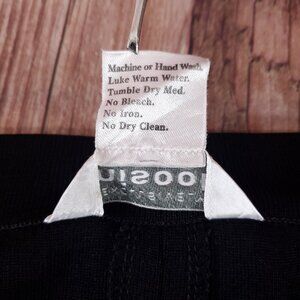 Machine or Hand Wash.
Luke Warm Water.
Tumble Dry Med.
No Bleach.
No Iron.
No Dry Clean.